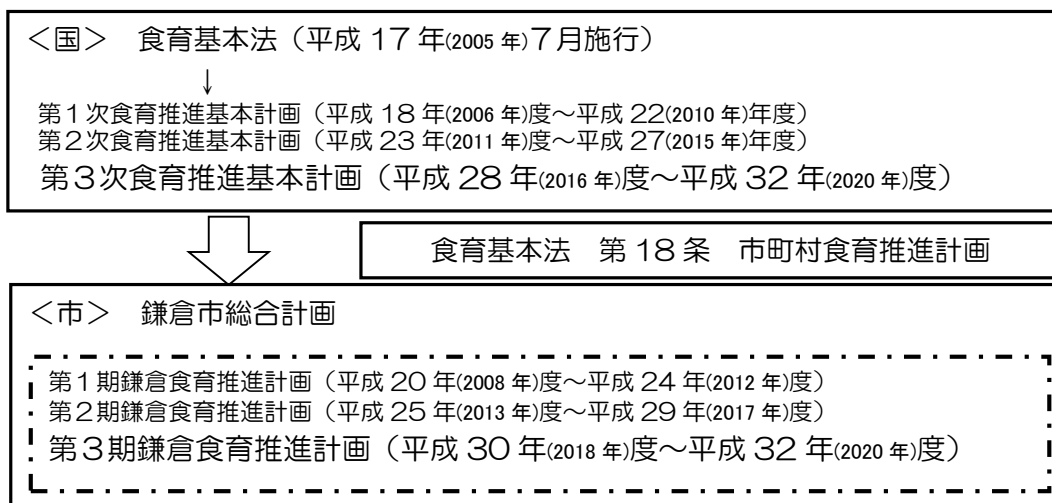 ＜国＞　食育基本法（平成 17 年(2005 年)７月施行）
↓
第１次食育推進基本計画（平成 18 年(2006 年)度～平成 22(2010 年)年度）
第２次食育推進基本計画（平成 23 年(2011 年)度～平成 27(2015 年)年度）
第３次食育推進基本計画（平成 28 年(2016 年)度～平成 32 年(2020 年)度）
食育基本法　第 18 条　市町村食育推進計画
＜市＞　鎌倉市総合計画
第１期鎌倉食育推進計画（平成 20 年(2008 年)度～平成 24 年(2012 年)度）
第２期鎌倉食育推進計画（平成 25 年(2013 年)度～平成 29 年(2017 年)度）
第３期鎌倉食育推進計画（平成 30 年(2018 年)度～平成 32 年(2020 年)度）